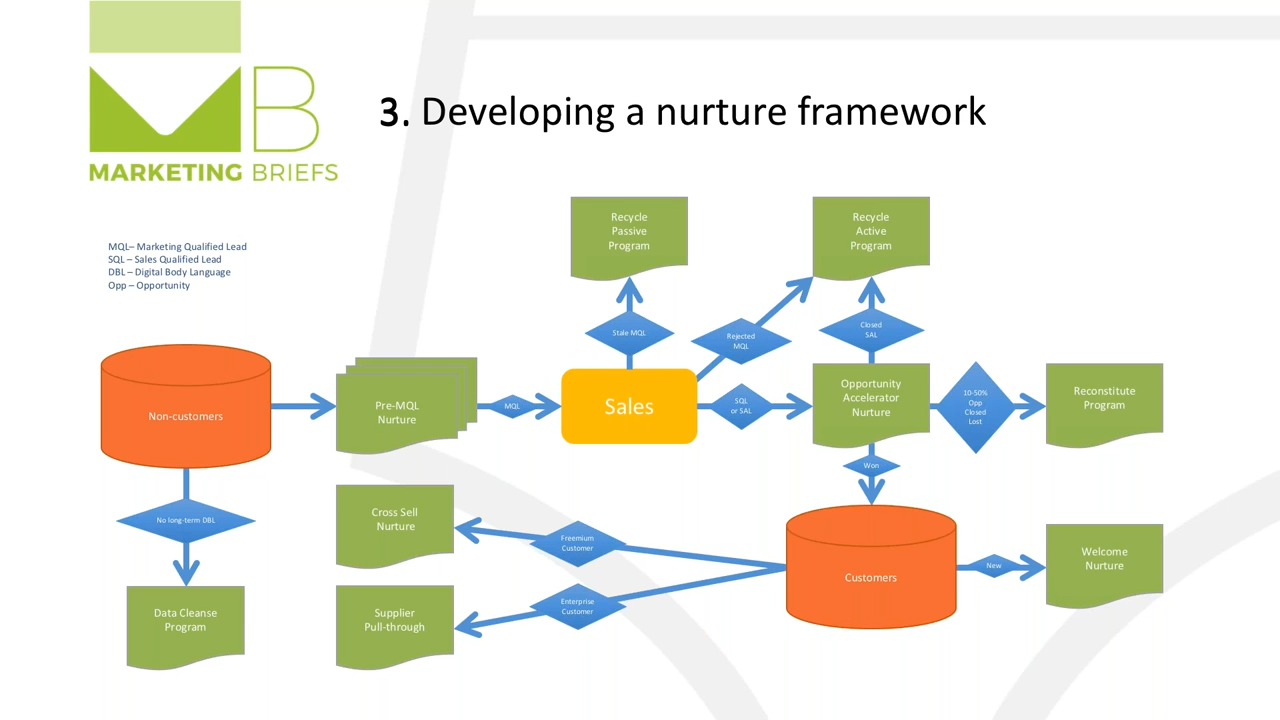 MB
MARKETING BRIEFS
3. Developing a nurture framework
MQL– Marketing Qualified Lead
SQL – Sales Qualified Lead
DBL – Digital Body Language
Opp – Opportunity
Recycle
Passive
Program
Recycle
Active
Program
Stale MQL
Rejected
MQL
Closed
SAL
Non-customers
Pre-MQL
Nurture
MQL
Sales
SQL
or SAL
Opportunity
Accelerator
Nurture
10-50%
Opp
Closed
Lost
Reconstitute
Program
Won
No long-term DBL
Cross Sell
Nurture
Freemium
Customer
Customers
New
Welcome
Nurture
Data Cleanse
Program
Supplier
Pull-through
Enterprise
Customer